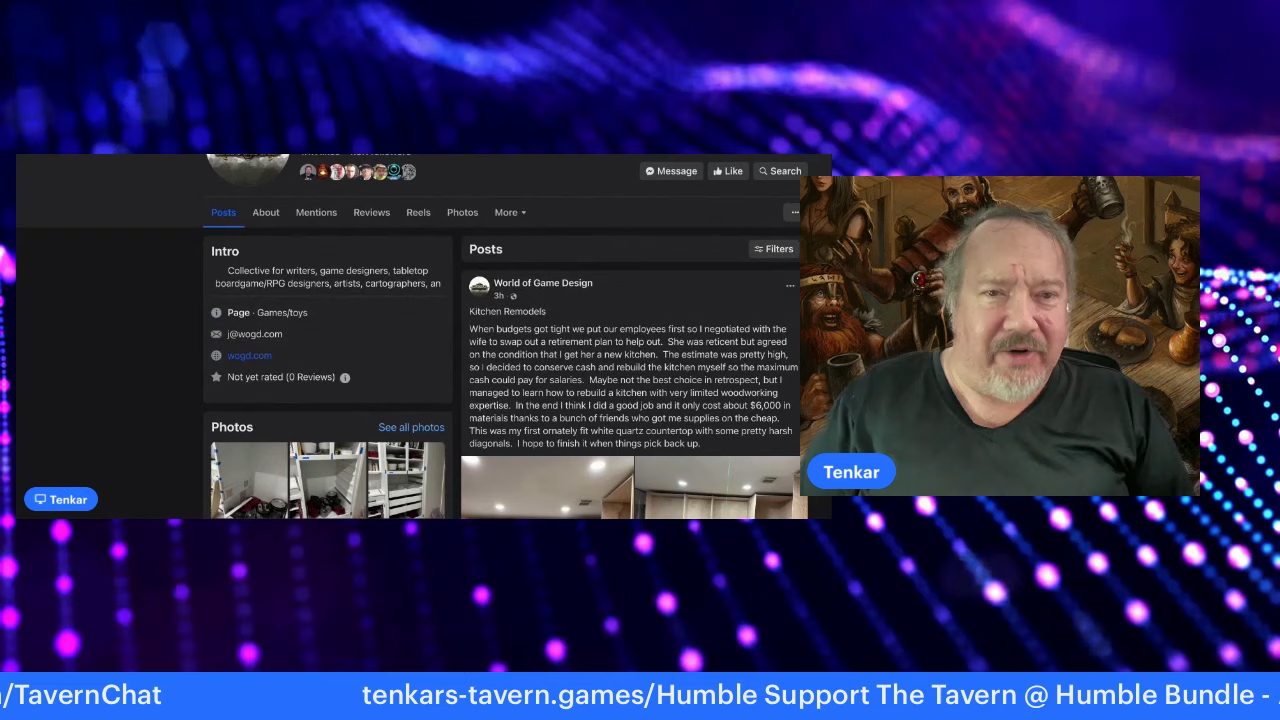 Message
Like
Search
Posts
About
Mentions
Reviews
Reels
Photos
More
Intro
Collective for writers, game designers, tabletop
boardgame/RPG designers, artists, cartographers, an
Page · Games/toys
j@wogd.com
wogd.com
Not yet rated (0 Reviews)
Photos
See all photos
Posts
Filters
World of Game Design
3h
Kitchen Remodels
When budgets got tight we put our employees first so I negotiated with the
wife to swap out a retirement plan to help out. She was reticent but agreed
on the condition that I get her a new kitchen. The estimate was pretty high,
so I decided to conserve cash and rebuild the kitchen myself so the maximum
cash could pay for salaries. Maybe not the best choice in retrospect, but I
managed to learn how to rebuild a kitchen with very limited woodworking
expertise. In the end I think I did a good job and it only cost about $6,000 in
materials thanks to a bunch of friends who got me supplies on the cheap.
This was my first ornately fit white quartz countertop with some pretty harsh
diagonals. I hope to finish it when things pick back up.
Tenkar
Tenkar
/TavernChat
tenkars-tavern.games/Humble Support The Tavern @ Humble Bundle -